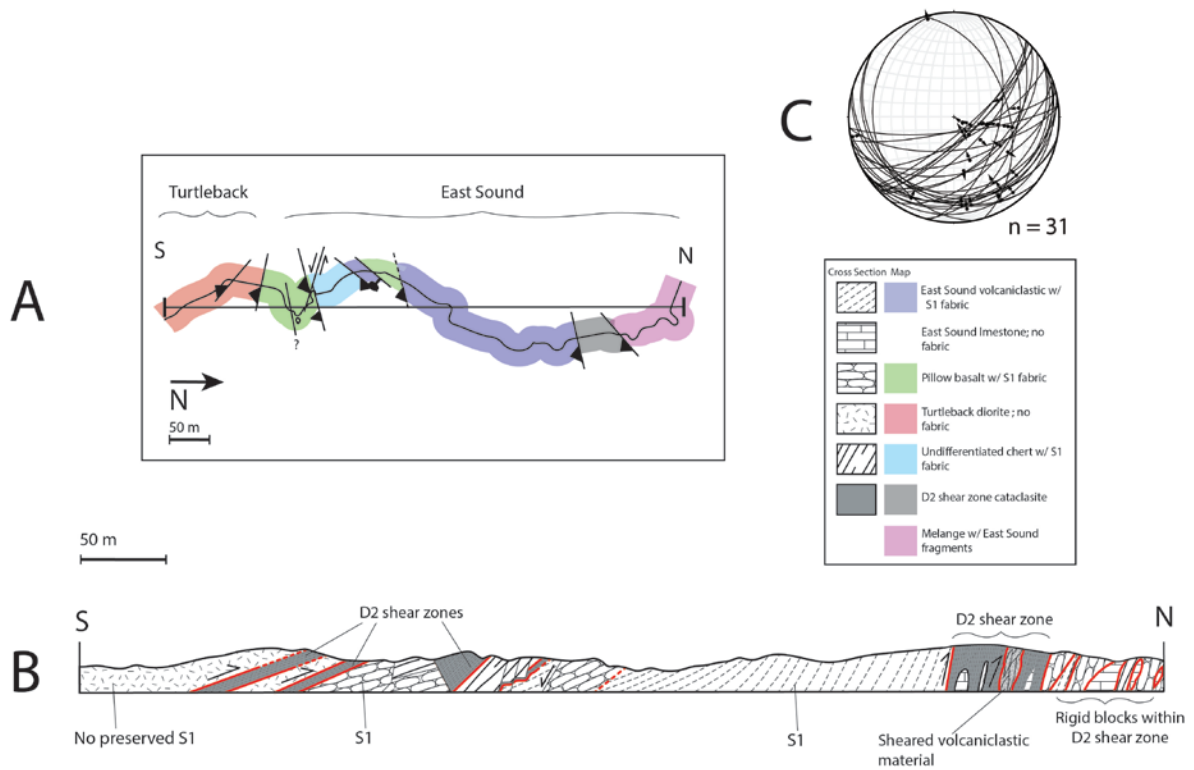 C
n = 31
Turtleback
East Sound
S
N
A
?
N
50 m
Cross Section Map
East Sound volcaniclastic w/
S1 fabric
East Sound lmestone; no
fabric
Pillow basalt w/ S1 fabric
Turtleback diorite ; no
fabric
Undifferentiated chert w/ S1
fabric
D2 shear zone cataclasite
Melange w/ East Sound
fragments
50 m
S
D2 shear zones
D2 shear zone
N
B
No preserved S1
S1
S1
Sheared volcaniclastic
material
Rigid blocks within
D2 shear zone